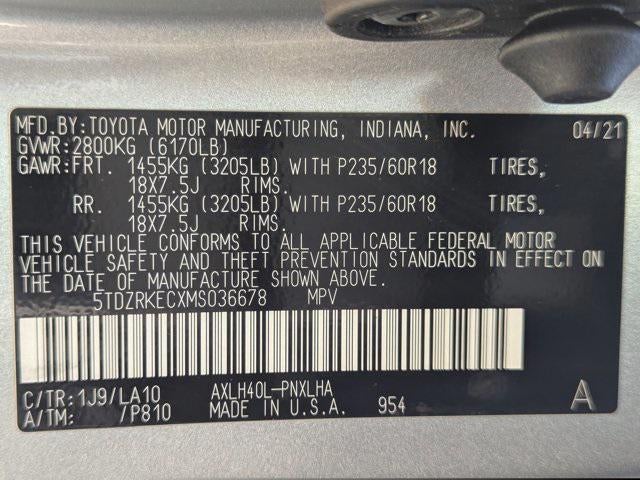 MFD.BY:TOYOTA MOTOR MANUFACTURING, INDIANA, INC. 04/21
GVWR:2800KG (6170LB)
GAWR:FRT. 1455KG (3205LB) WITH P235/60R18 TIRES,
18X7.5J RIMS.
RR. 1455KG (3205LB) WITH P235/60R18 TIRES,
18X7.5J RIMS.
THIS VEHICLE CONFORMS TO ALL APPLICABLE FEDERAL MOTOR
VEHICLE SAFETY AND THEFT PREVENTION STANDARDS IN EFFECT ON
THE DATE OF MANUFACTURE SHOWN ABOVE.
5TDZRKECXMS036678 MPV
C/TR:1J9/LA10 AXLH40L-PNXLHA
A/TM: /P810 MADE IN U.S.A. 954 A